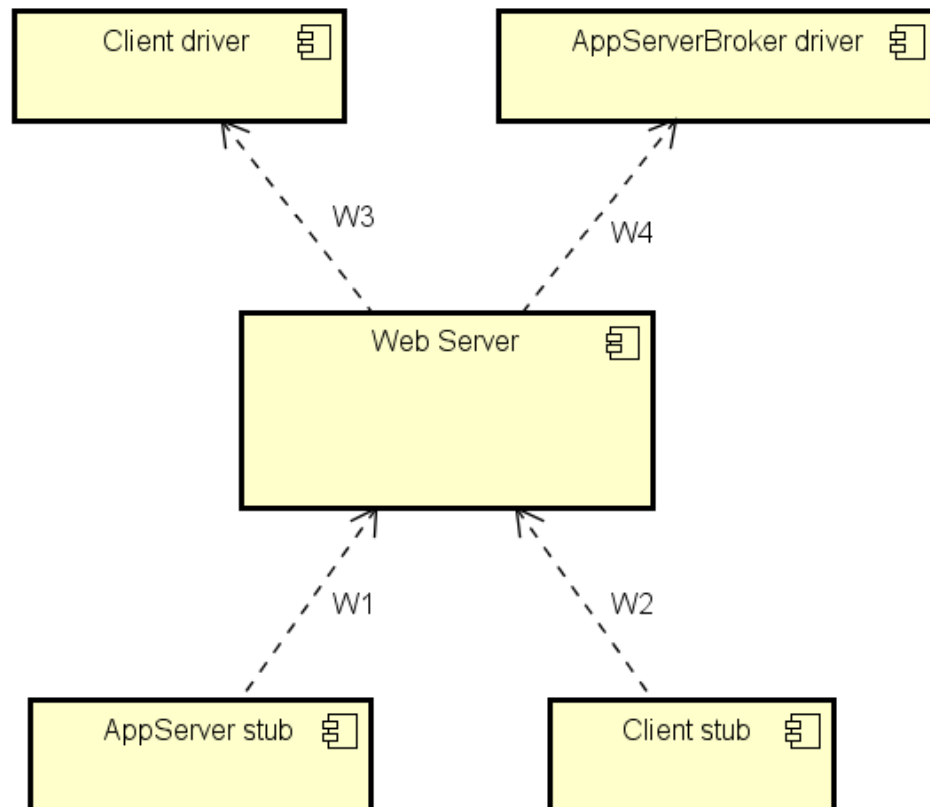 Client driver
AppServerBroker driver
W3
W4
Web Server
W1
W2
AppServer stub
Client stub